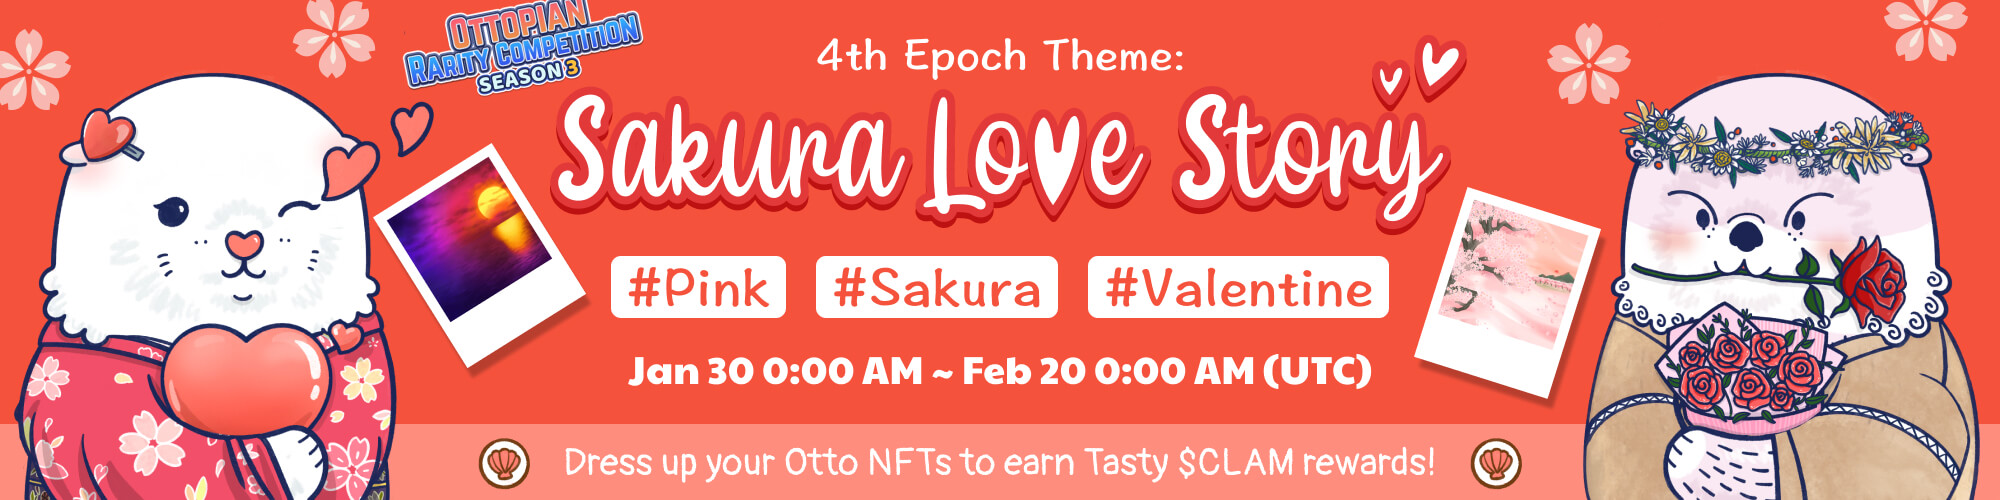 OTTOPIAN
RARITY COMPETITION
SEASON 3
4th Epoch Theme:
Sakura Love Story
#Pink #Sakura #Valentine
Jan 30 0:00 AM ~ Feb 20 0:00 AM (UTC)
Dress up your Otto NFTs to earn Tasty $CLAM rewards!